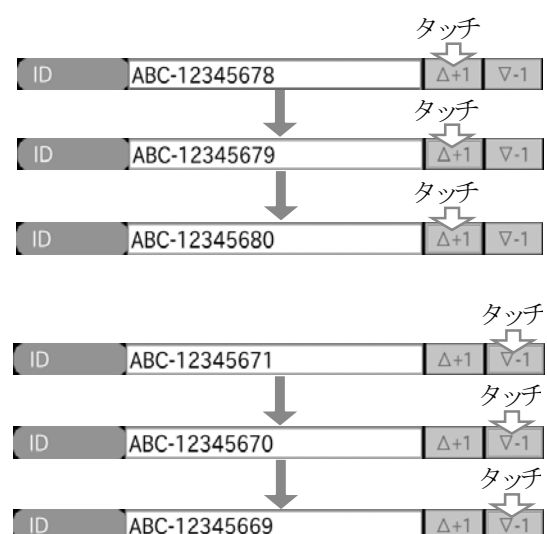 タッチ
ID ABC-12345678 Δ+1 ∇-1
タッチ
ID ABC-12345679 Δ+1 ∇-1
タッチ
ID ABC-12345680 Δ+1 ∇-1
タッチ
ID ABC-12345671 Δ+1 ∇-1
タッチ
ID ABC-12345670 Δ+1 ∇-1
タッチ
ID ABC-12345669 Δ+1 ∇-1